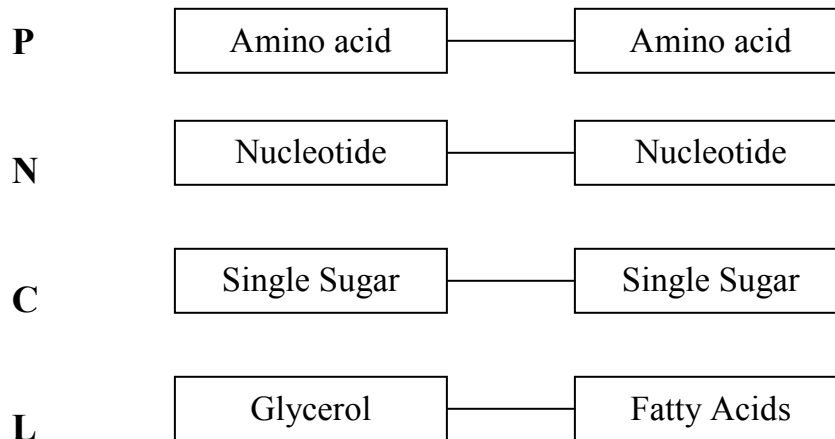 P Amino acid Amino acid
N Nucleotide Nucleotide
C Single Sugar Single Sugar
L Glycerol Fatty Acids